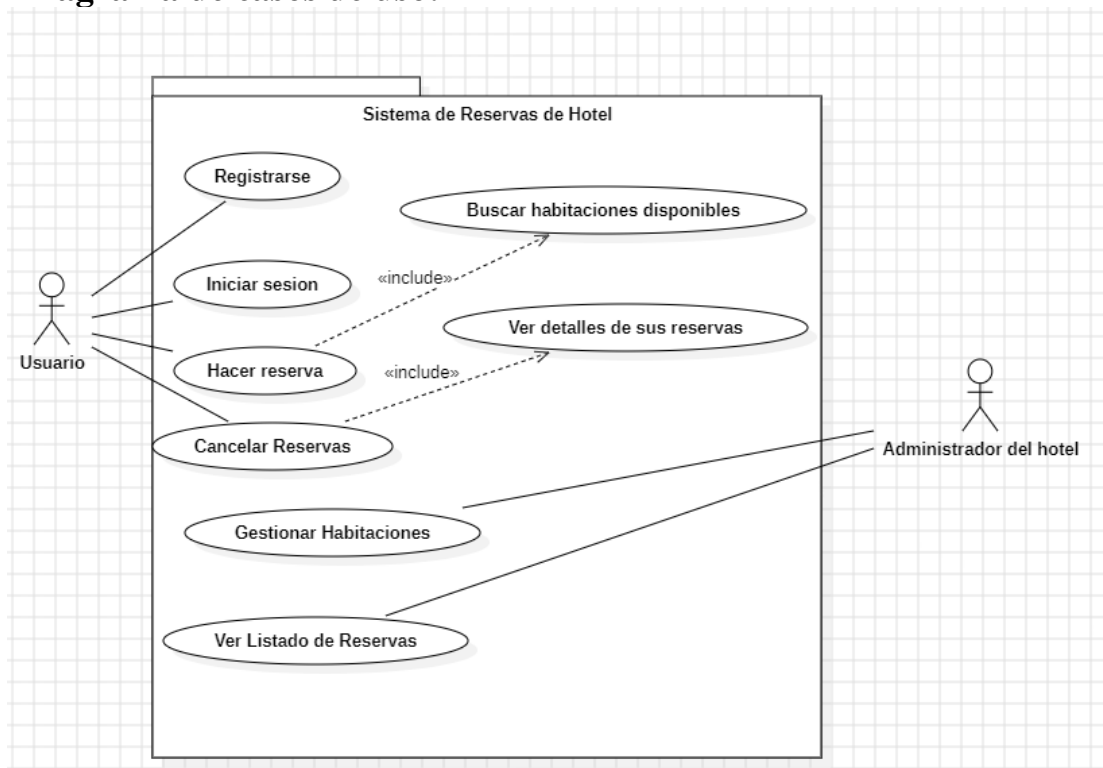 Sistema de Reservas de Hotel
Registrarse
Buscar habitaciones disponibles
Iniciar sesion
«include»
Ver detalles de sus reservas
Usuario
Hacer reserva
«include»
Cancelar Reservas
Administrador del hotel
Gestionar Habitaciones
Ver Listado de Reservas